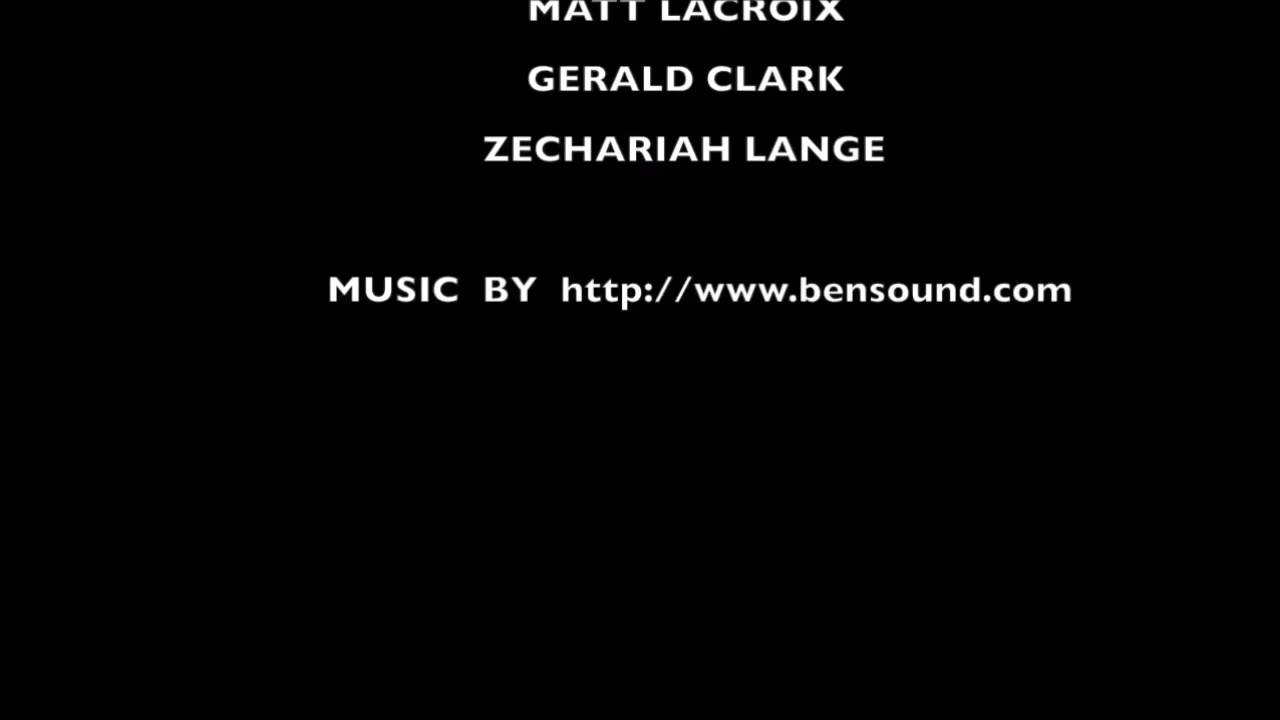 MATT LACROIX
GERALD CLARK
ZECHARIAH LANGE
MUSIC BY http://www.bensound.com